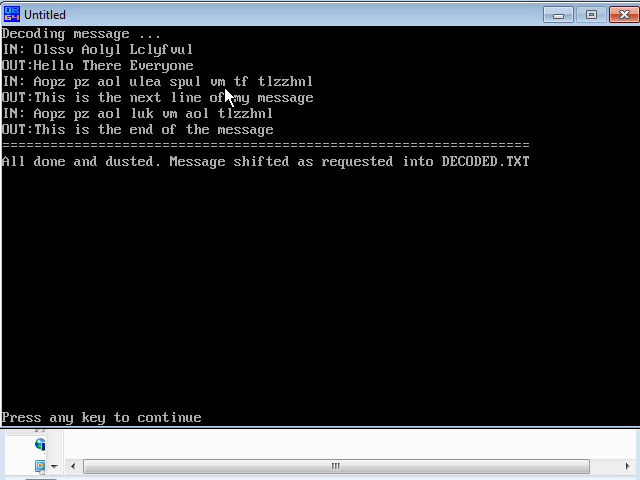 Untitled
Decoding message ...
IN: Olssv Aolyl Lclyfvul
OUT:Hello There Everyone
IN: Aopz pz aol ulea spul vm tf tlzzhnl
OUT:This is the next line of my message
IN: Aopz pz aol luk vm aol tlzzhnl
OUT:This is the end of the message
==================================================================
All done and dusted. Message shifted as requested into DECODED.TXT
Press any key to continue